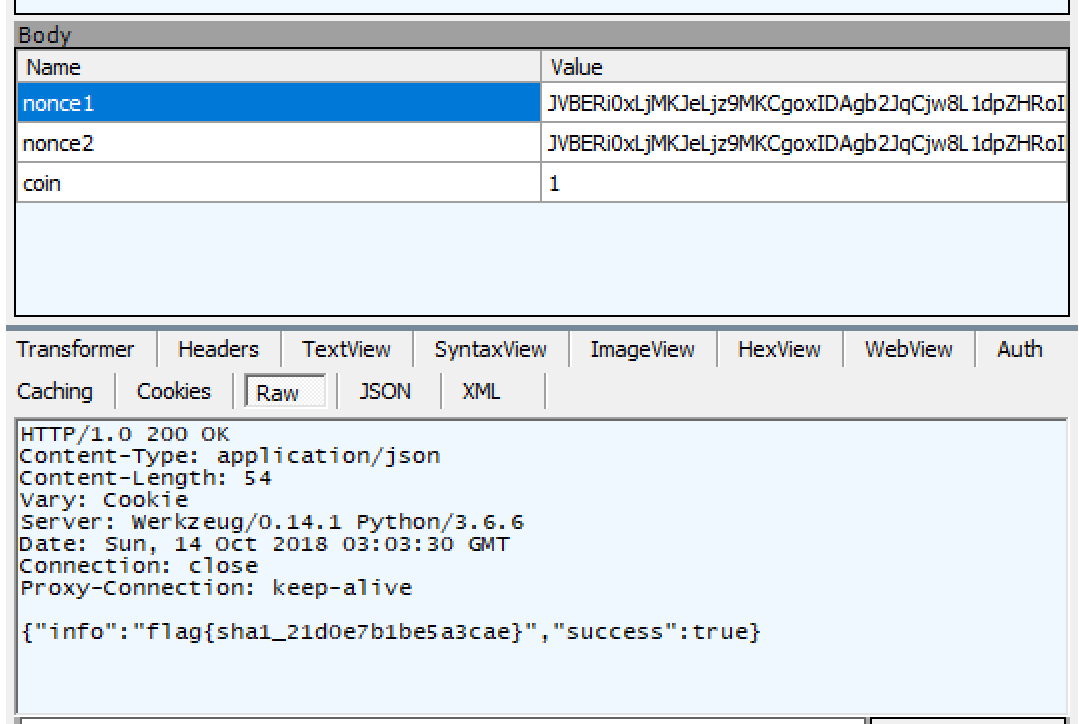 Body
Name Value
nonce1 JVBERi0xLjMKJeLjz9MKCgoxIDAgb2JqCjw8L1dpZHRoI
nonce2 JVBERi0xLjMKJeLjz9MKCgoxIDAgb2JqCjw8L1dpZHRoI
coin 1
Transformer Headers TextView SyntaxView ImageView HexView WebView Auth
Caching Cookies Raw JSON XML
HTTP/1.0 200 OK
Content-Type: application/json
Content-Length: 54
Vary: Cookie
Server: Werkzeug/0.14.1 Python/3.6.6
Date: Sun, 14 Oct 2018 03:03:30 GMT
Connection: close
Proxy-Connection: keep-alive
{"info":"flag{sha1_21d0e7b1be5a3cae}","success":true}